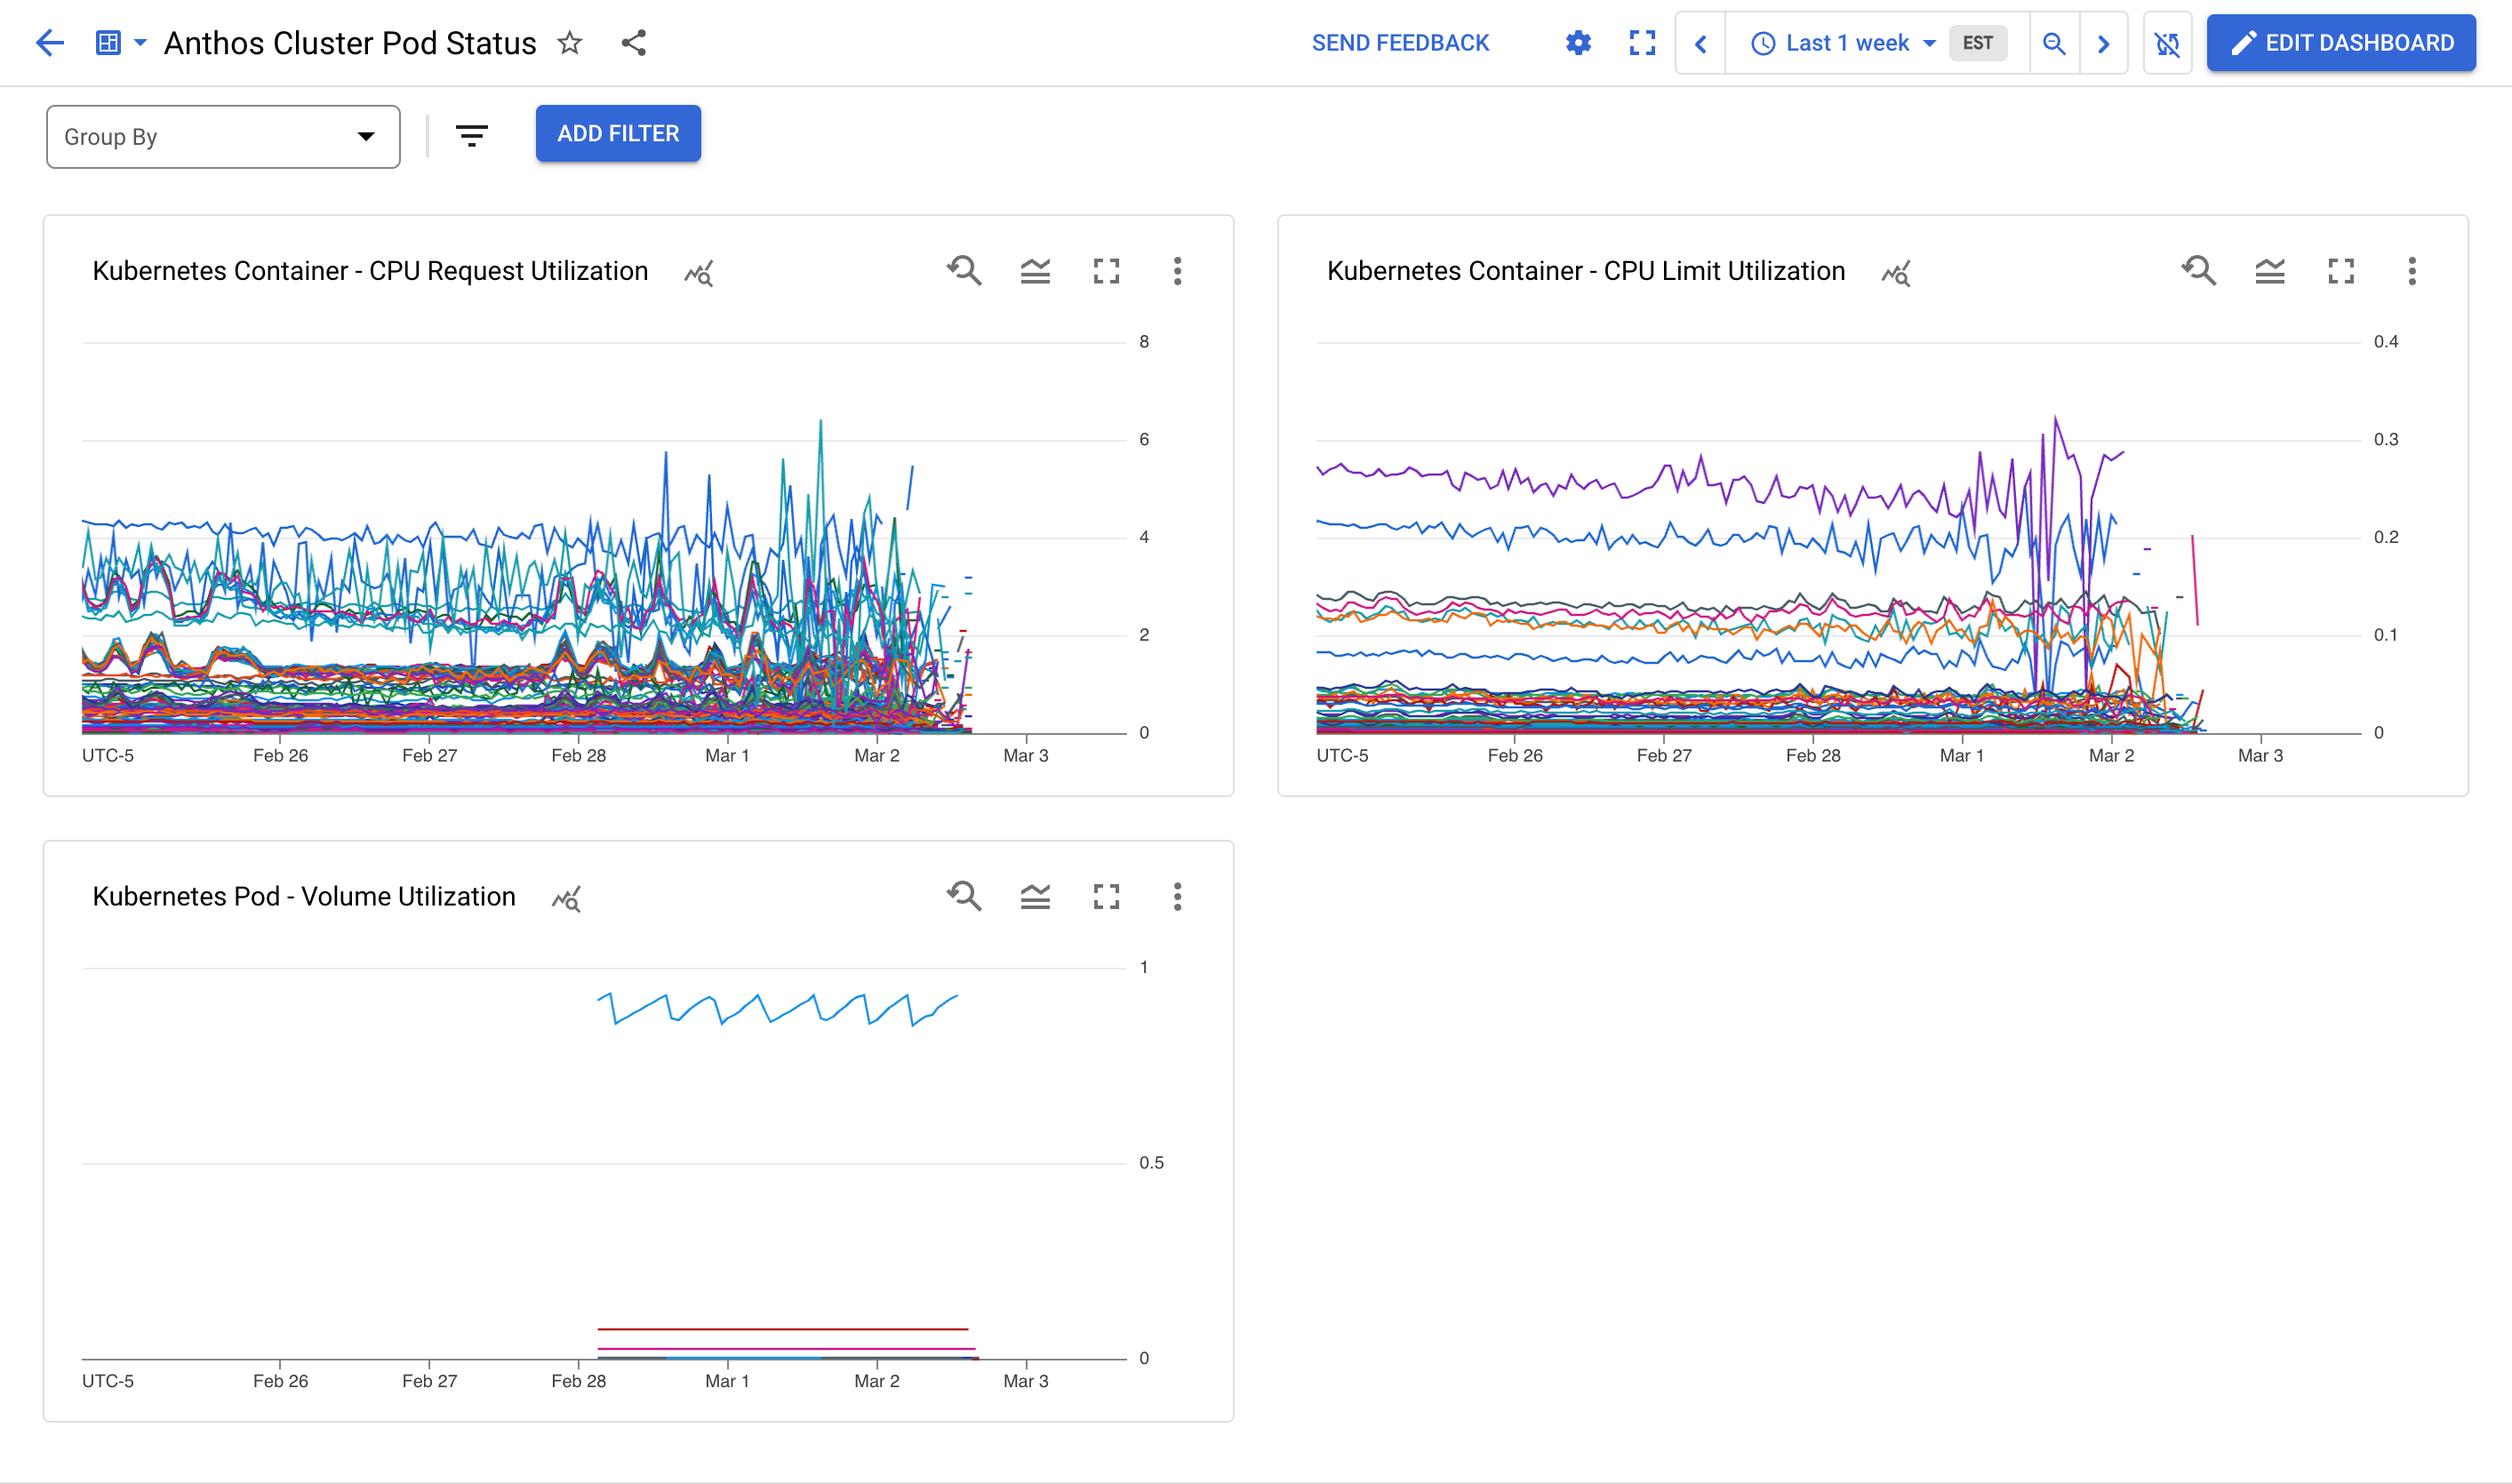 Anthos Cluster Pod Status
SEND FEEDBACK
Last 1 week
EST
EDIT DASHBOARD
Group By
ADD FILTER
Kubernetes Container - CPU Request Utilization
8
6
4
2
0
UTC-5 Feb 26 Feb 27 Feb 28 Mar 1 Mar 2 Mar 3
Kubernetes Container - CPU Limit Utilization
0.4
0.3
0.2
0.1
0
UTC-5 Feb 26 Feb 27 Feb 28 Mar 1 Mar 2 Mar 3
Kubernetes Pod - Volume Utilization
1
0.5
0
UTC-5 Feb 26 Feb 27 Feb 28 Mar 1 Mar 2 Mar 3